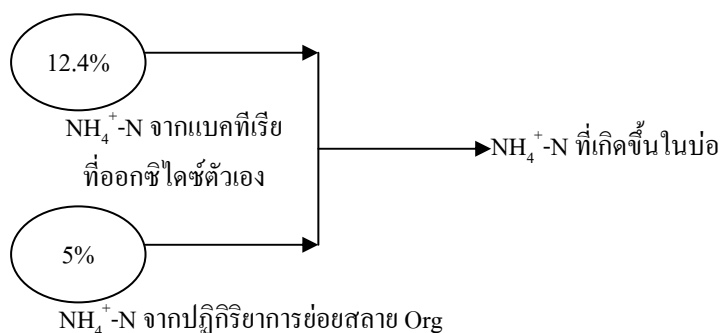 12.4%
NH₄⁺-N จากแบคทีเรีย
ที่ออกซิไดซ์ตัวเอง
NH₄⁺-N ที่เกิดขึ้นในบ่อ
5%
NH₄⁺-N จากปฏิกิริยาการย่อยสลาย Org